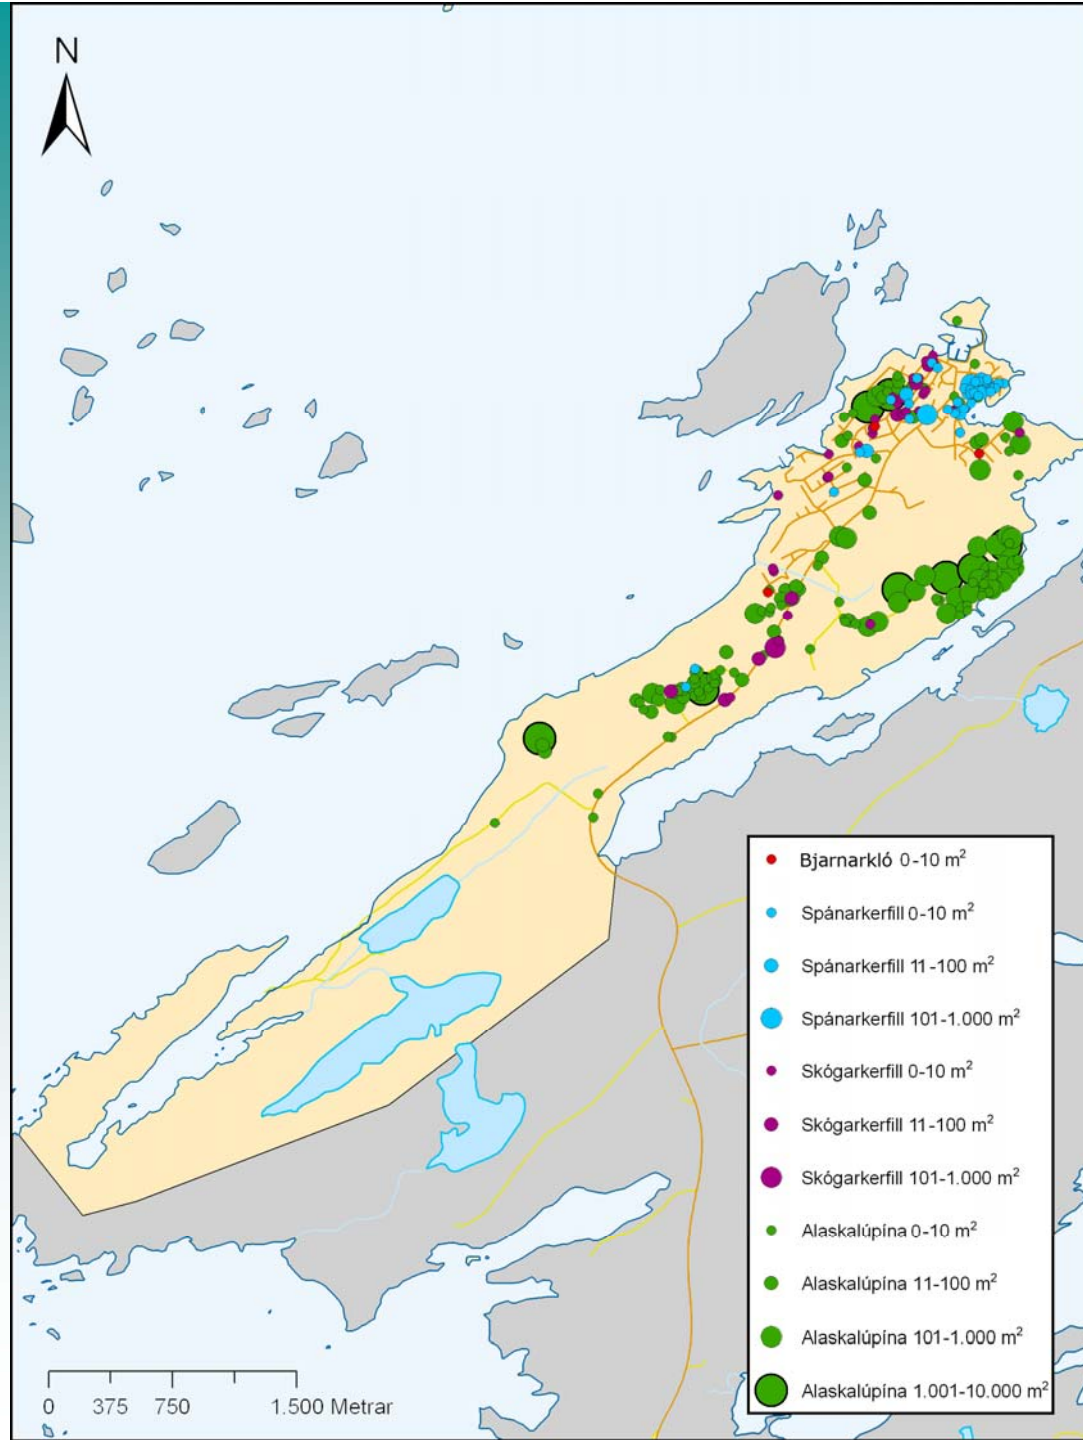 N
Bjarnarkló 0-10 m²
Spánarkerfill 0-10 m²
Spánarkerfill 11-100 m²
Spánarkerfill 101-1.000 m²
Skógarkerfill 0-10 m²
Skógarkerfill 11-100 m²
Skógarkerfill 101-1.000 m²
Alaskalúpína 0-10 m²
Alaskalúpína 11-100 m²
Alaskalúpína 101-1.000 m²
Alaskalúpína 1.001-10.000 m²
0 375 750 1.500 Metrar